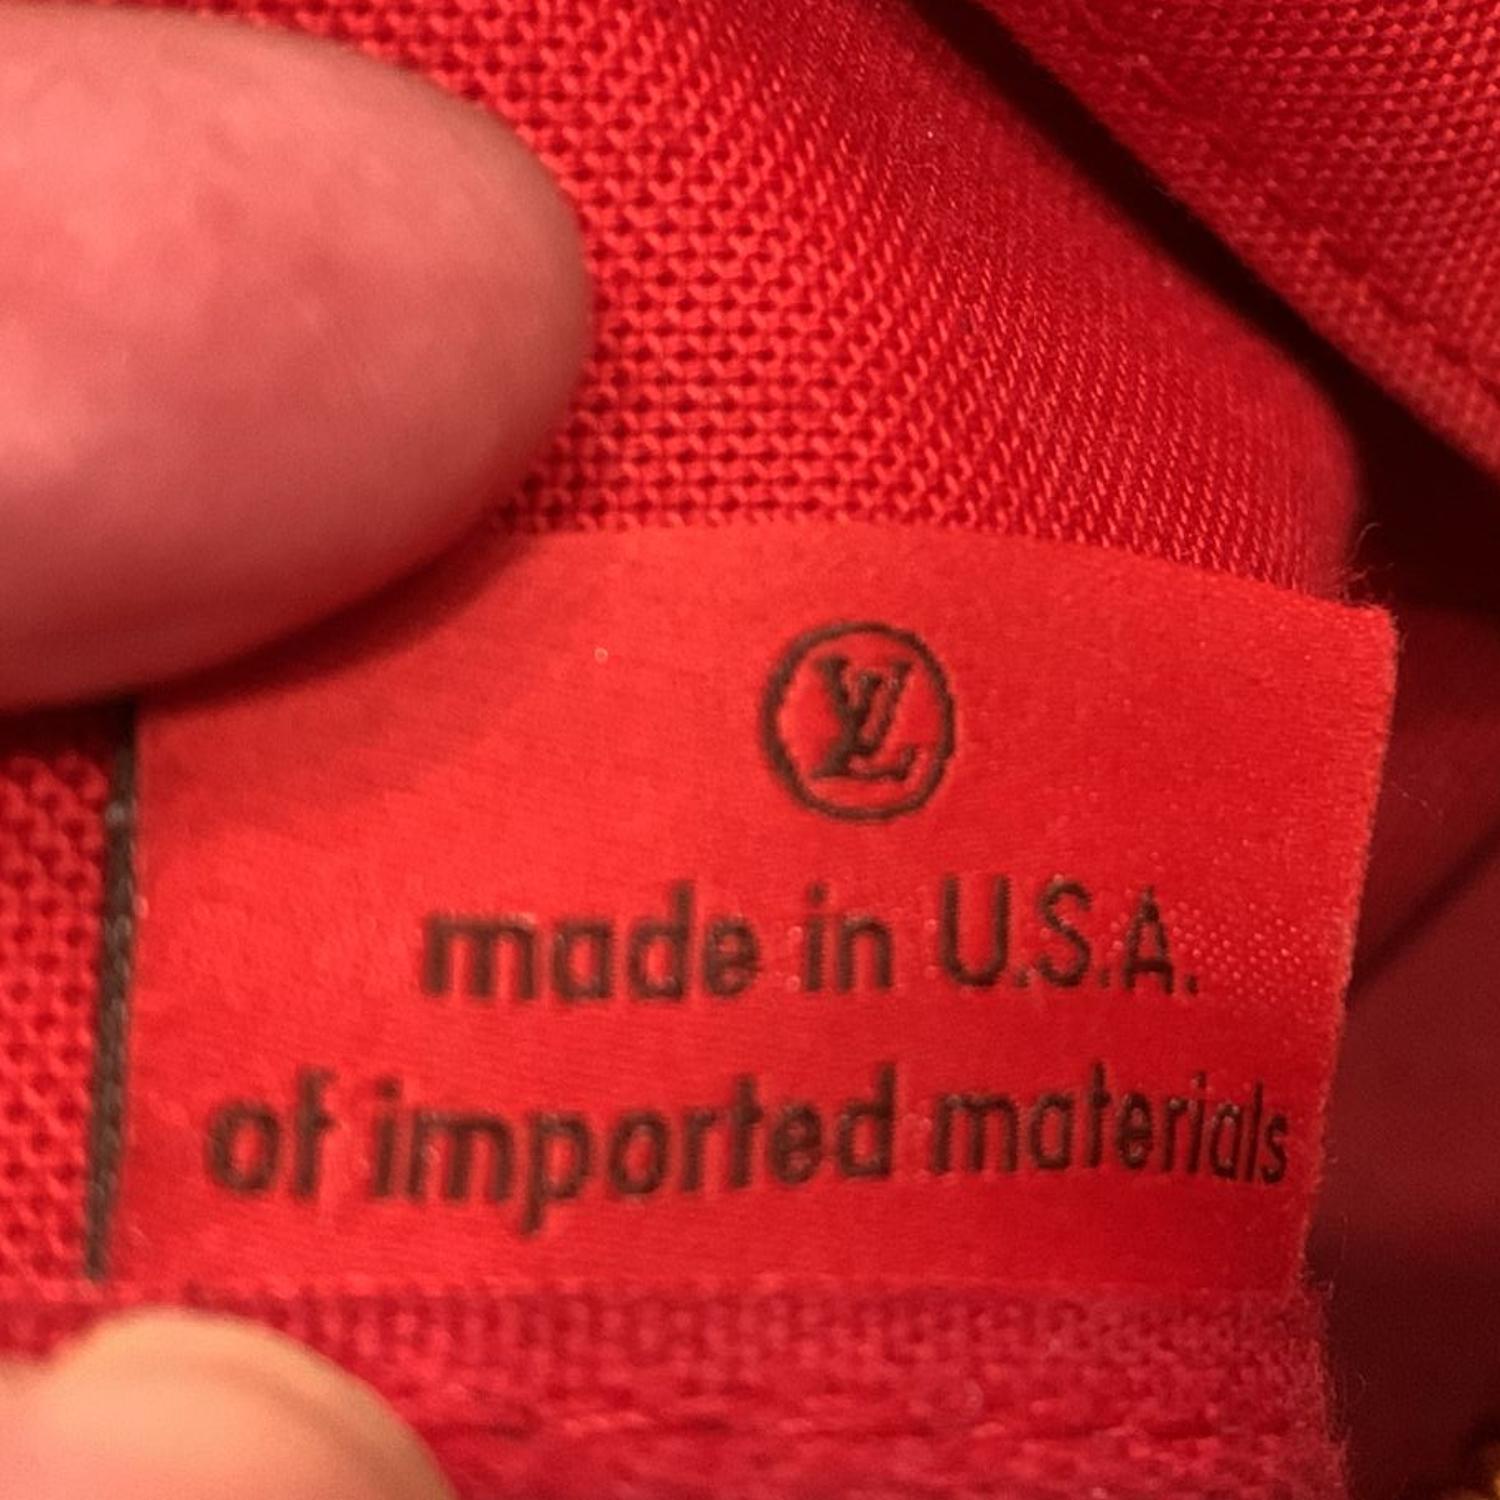 LV
made in U.S.A.
of imported materials